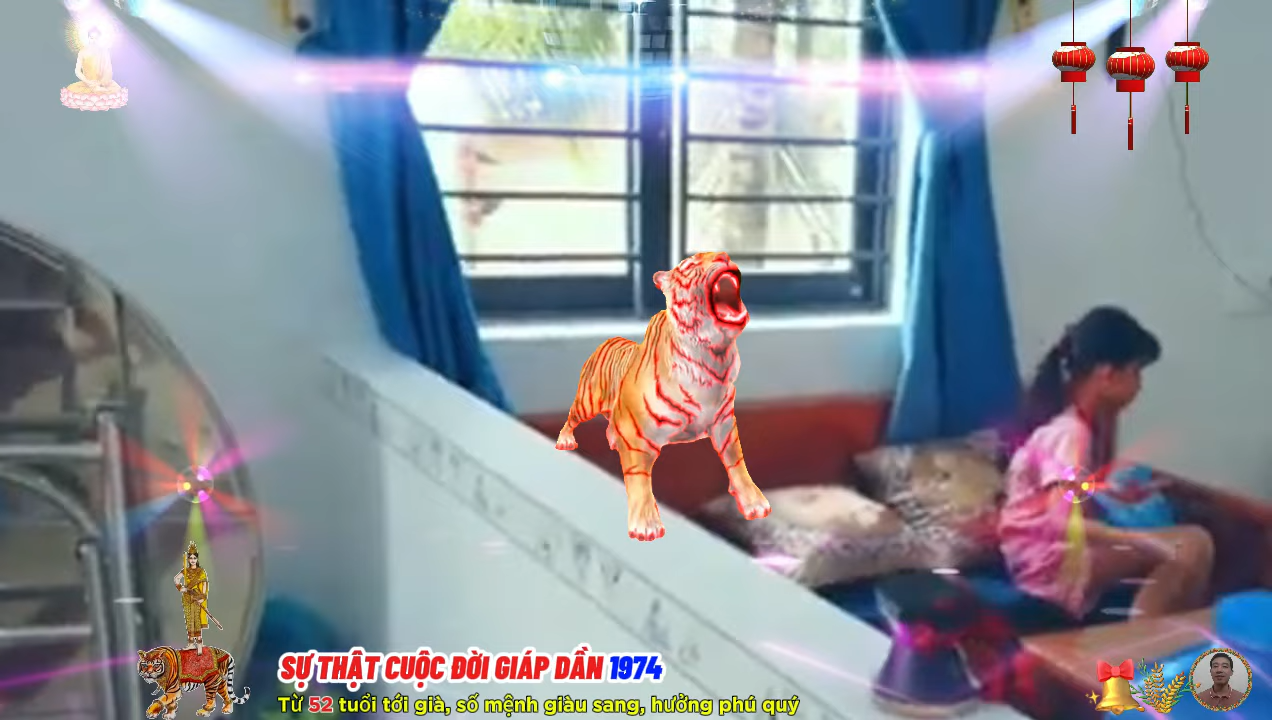 SỰ THẬT CUỘC ĐỜI GIÁP DẦN 1974
Từ 52 tuổi tới già, số mệnh giàu sang, hưởng phú quý